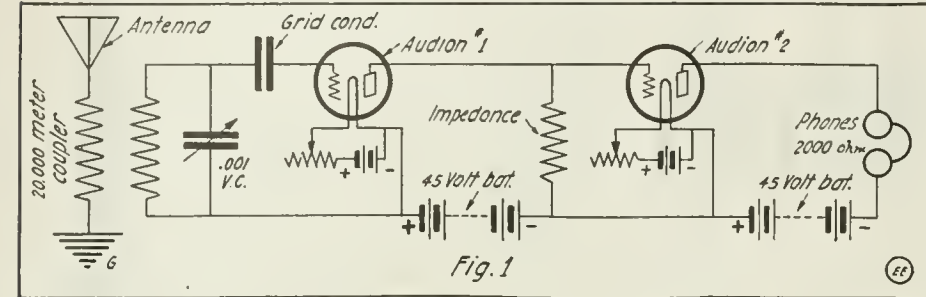 Antenna
Grid cond.
Audion #1
Audion #2
20.000 meter
coupler
.001
V.C.
Impedance
Phones
2000 ohm
+ -
+ -
45 Volt bat.
45 Volt bat.
+ -
+ -
G
Fig. 1
EE